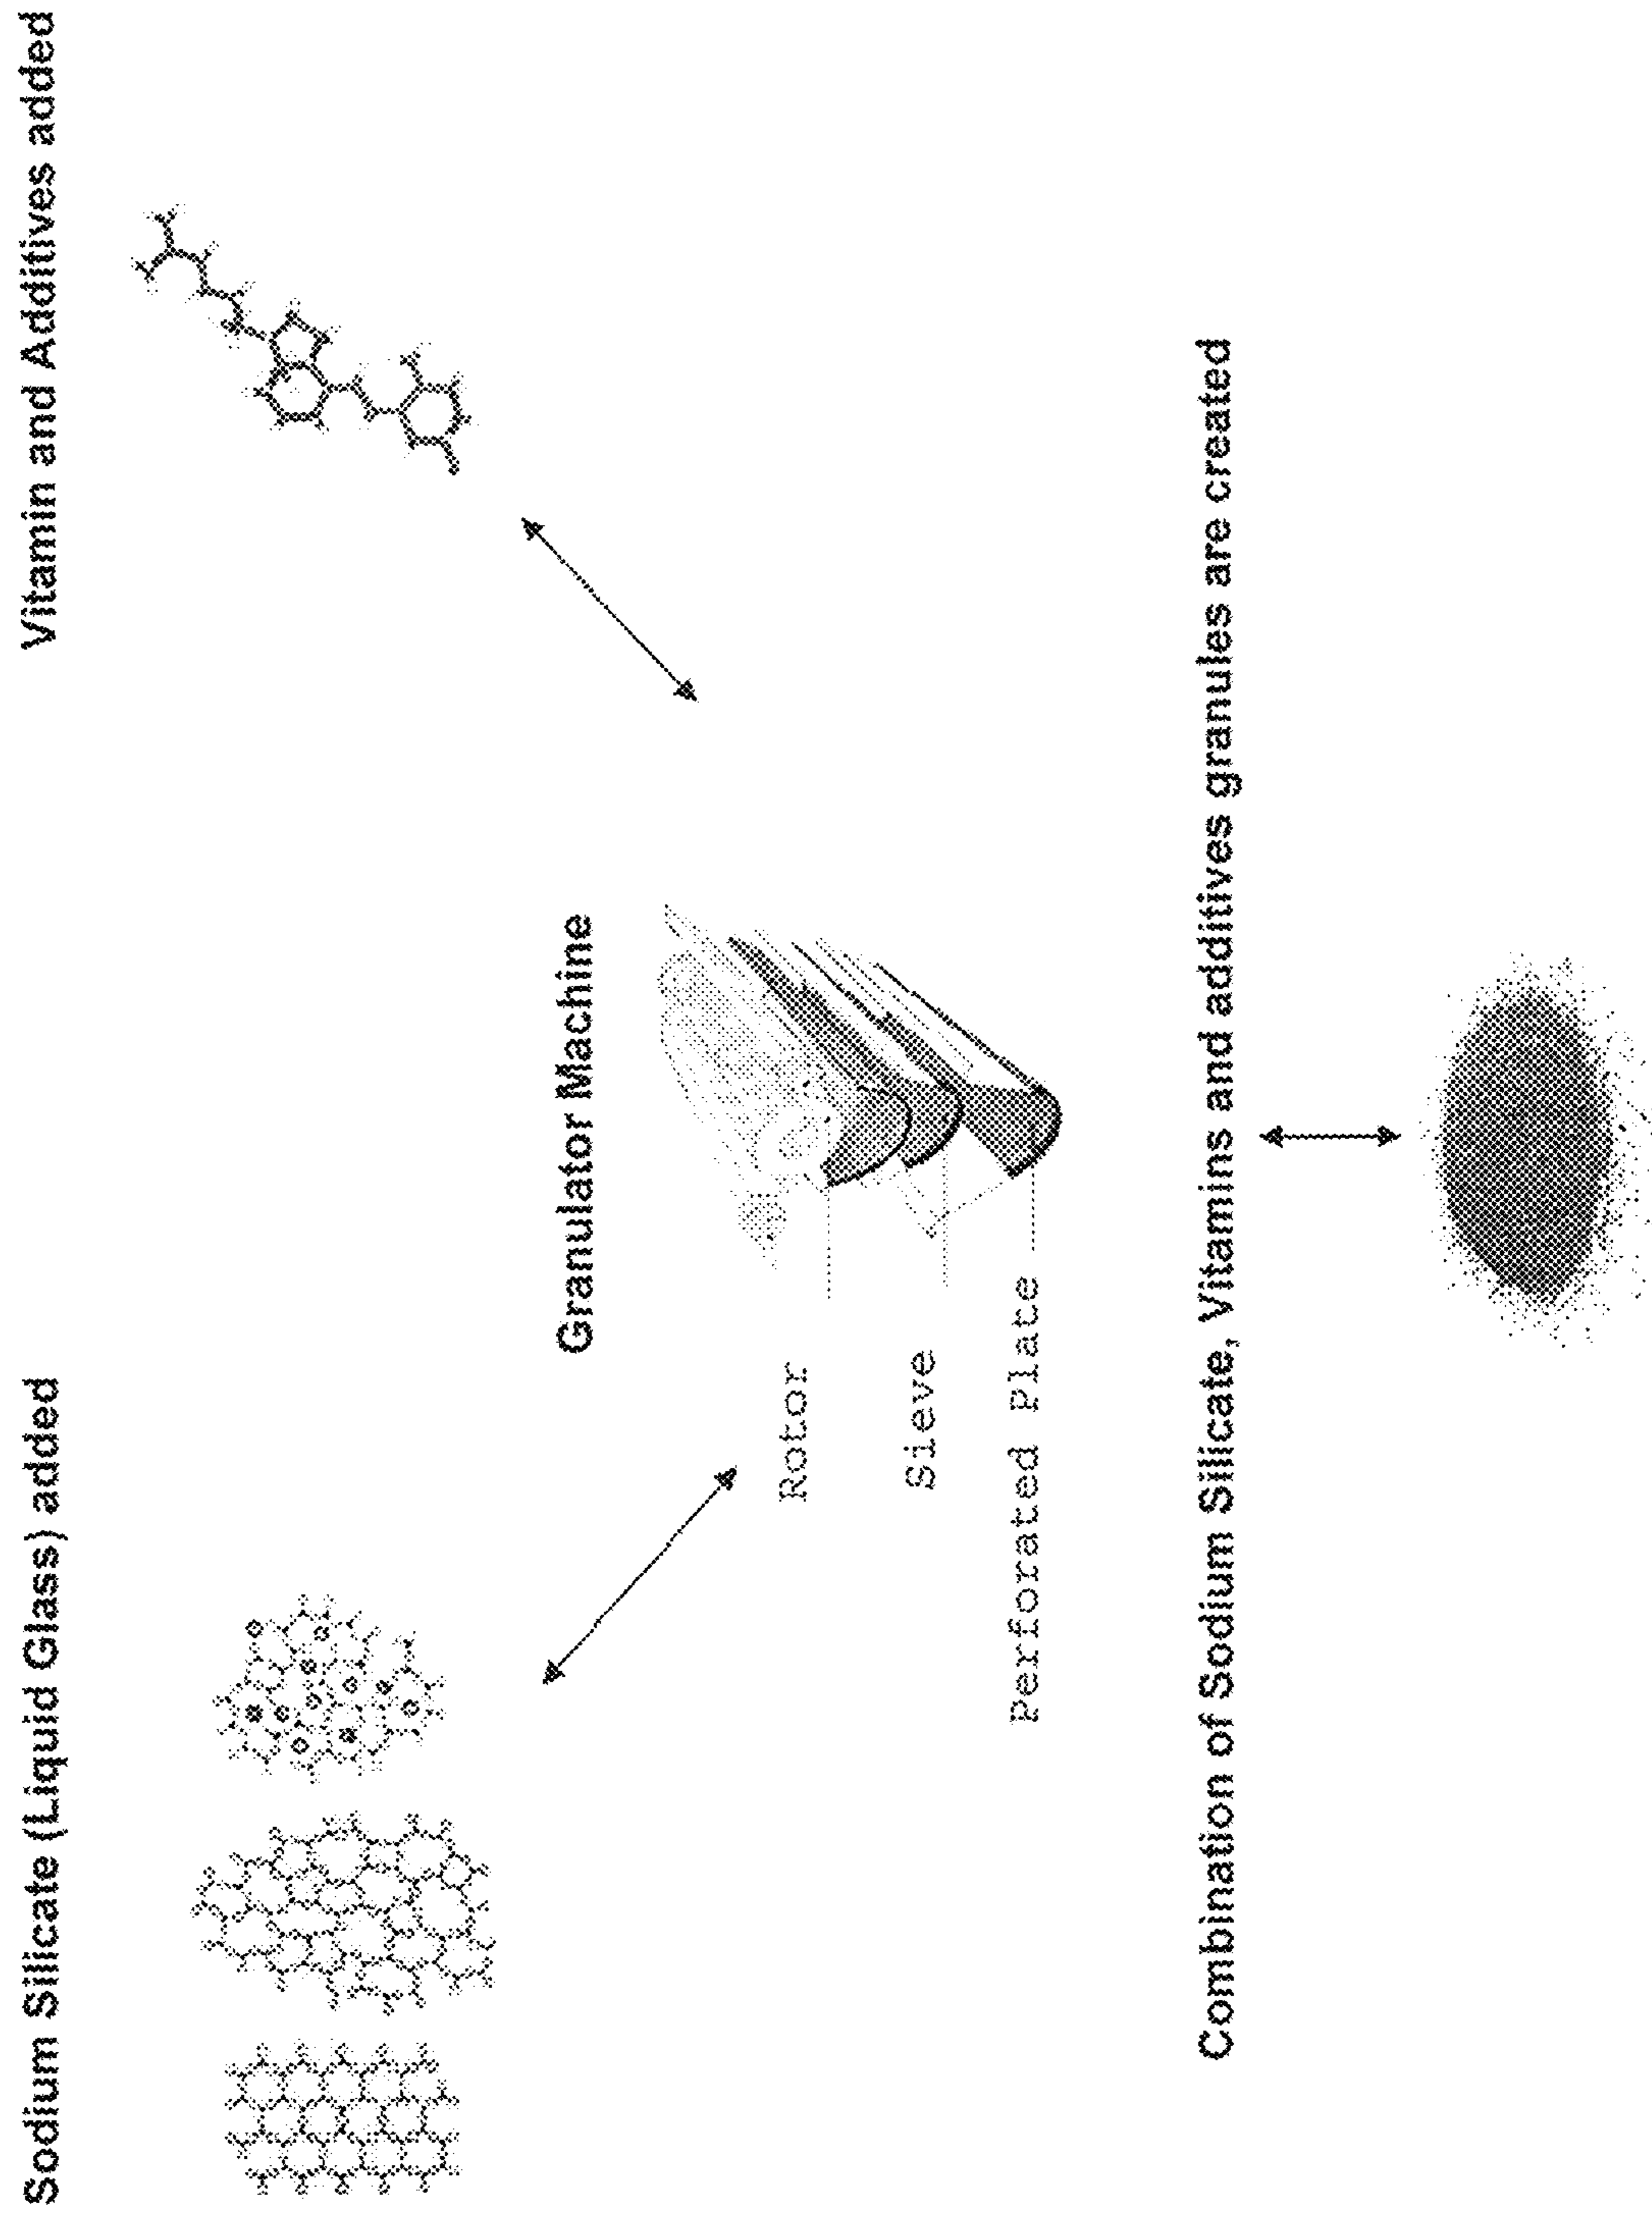 Sodium Silicate (Liquid Glass) added
Vitamin and Additives added
Granulator Machine
Rotor
Sieve
Perforated Plate
Combination of Sodium Silicate, Vitamins and additives granules are created